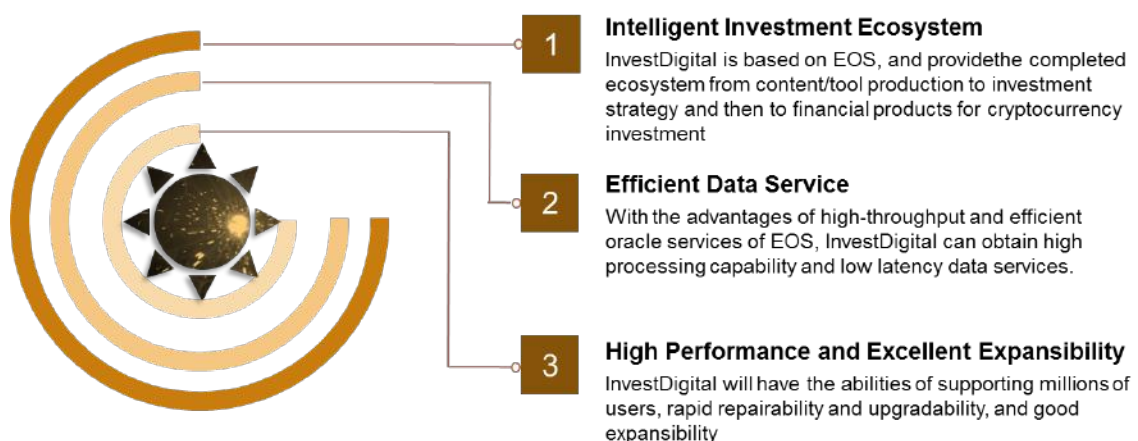 1
Intelligent Investment Ecosystem
InvestDigital is based on EOS, and providethe completed
ecosystem from content/tool production to investment
strategy and then to financial products for cryptocurrency
investment
2
Efficient Data Service
With the advantages of high-throughput and efficient
oracle services of EOS, InvestDigital can obtain high
processing capability and low latency data services.
3
High Performance and Excellent Expansibility
InvestDigital will have the abilities of supporting millions of
users, rapid repairability and upgradability, and good
expansibility